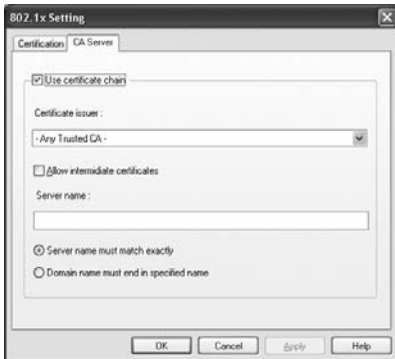 802.1x Setting
Certification CA Server
Use certificate chain
Certificate issuer :
- Any Trusted CA -
Allow intermidiate certificates
Server name :
Server name must match exactly
Domain name must end in specified name
OK Cancel Apply Help